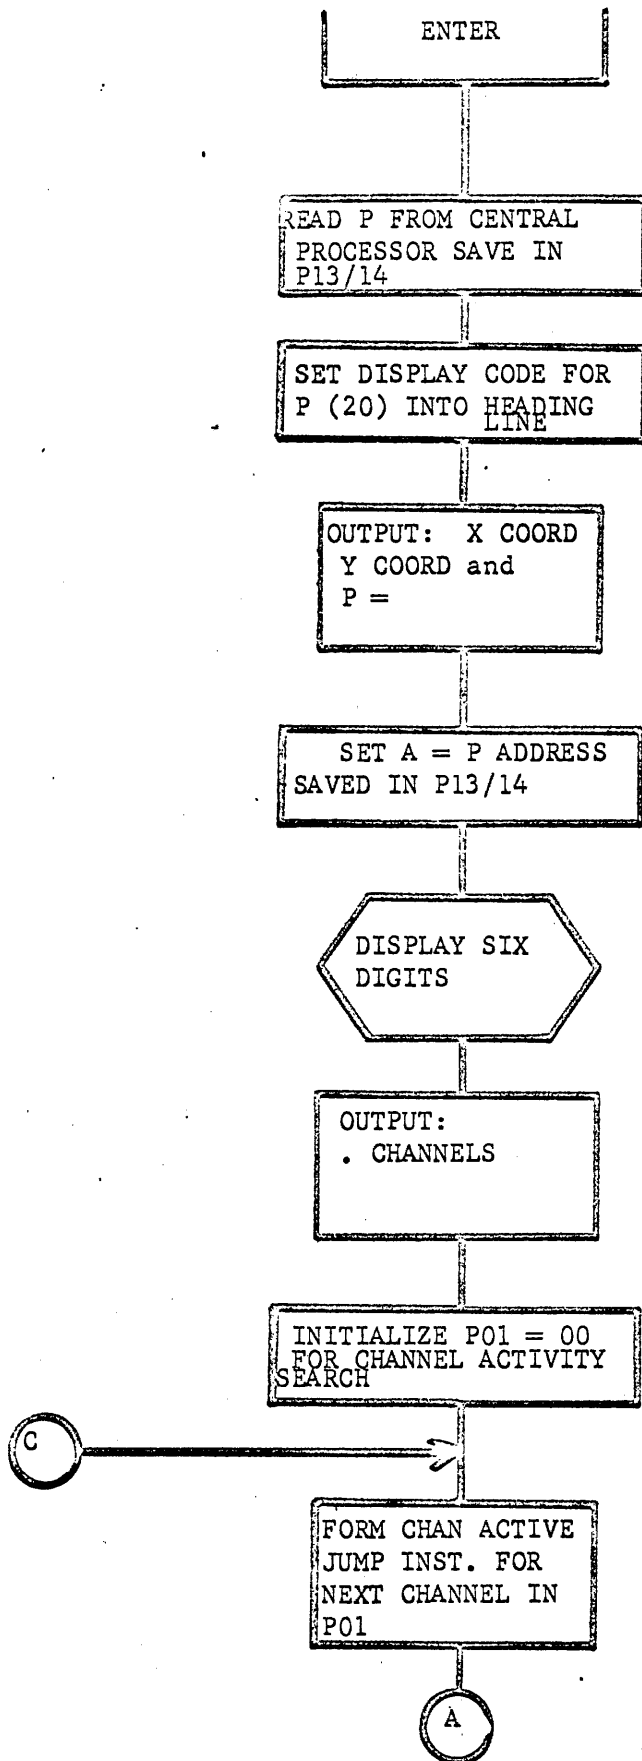 ENTER
READ P FROM CENTRAL
PROCESSOR SAVE IN
P13/14
SET DISPLAY CODE FOR
P (20) INTO HEADING
LINE
OUTPUT: X COORD
Y COORD and
P =
SET A = P ADDRESS
SAVED IN P13/14
DISPLAY SIX
DIGITS
OUTPUT:
. CHANNELS
INITIALIZE P01 = 00
FOR CHANNEL ACTIVITY
SEARCH
C
FORM CHAN ACTIVE
JUMP INST. FOR
NEXT CHANNEL IN
P01
A